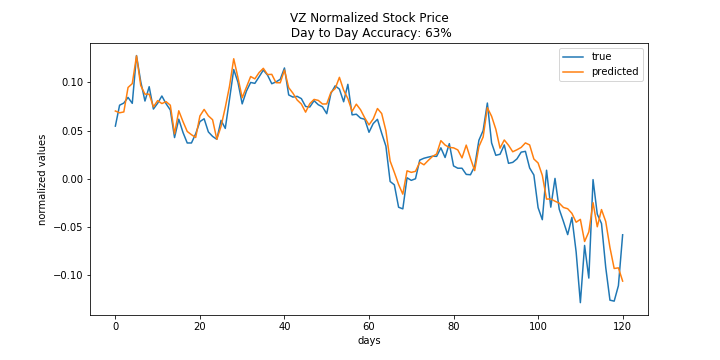 VZ Normalized Stock Price
Day to Day Accuracy: 63%
true
predicted
normalized values
0.10
0.05
0.00
−0.05
−0.10
0 20 40 60 80 100 120
days